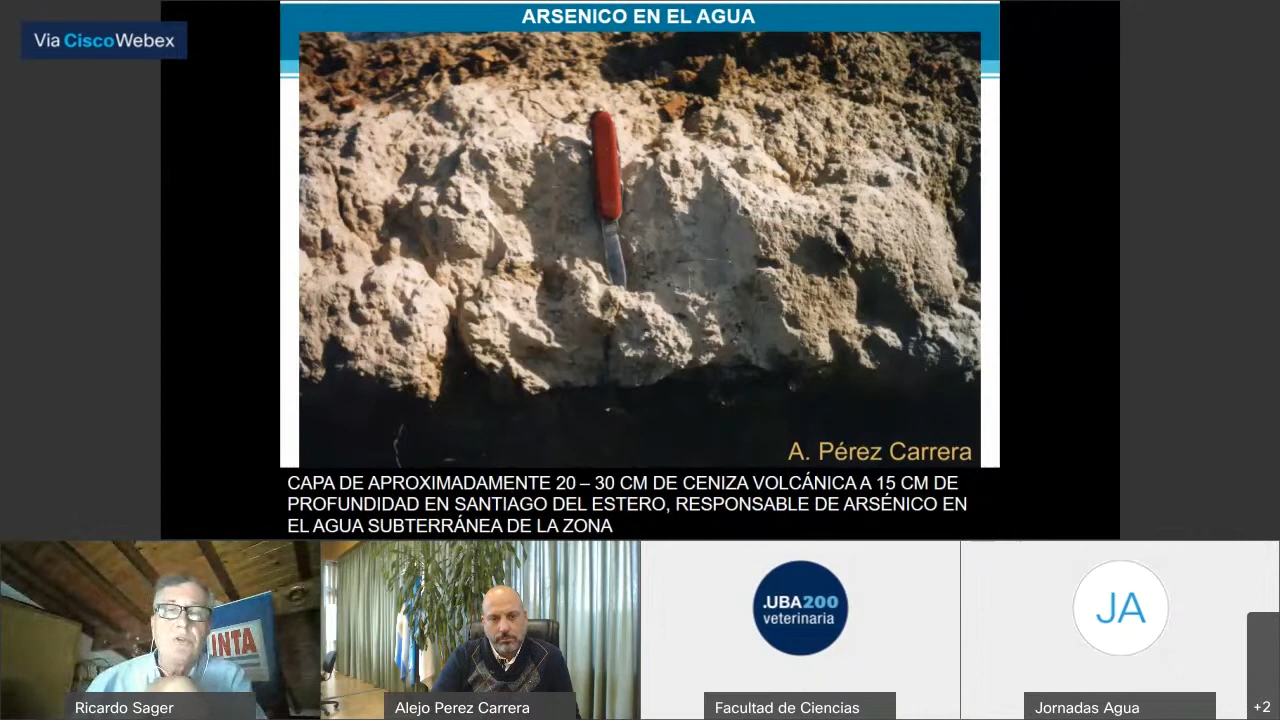 ARSENICO EN EL AGUA
Via Cisco Webex
A. Pérez Carrera
CAPA DE APROXIMADAMENTE 20 – 30 CM DE CENIZA VOLCÁNICA A 15 CM DE
PROFUNDIDAD EN SANTIAGO DEL ESTERO, RESPONSABLE DE ARSÉNICO EN
EL AGUA SUBTERRÁNEA DE LA ZONA
INTA
.UBA200
veterinaria
JA
Ricardo Sager
Alejo Perez Carrera
Facultad de Ciencias
Jornadas Agua
+2